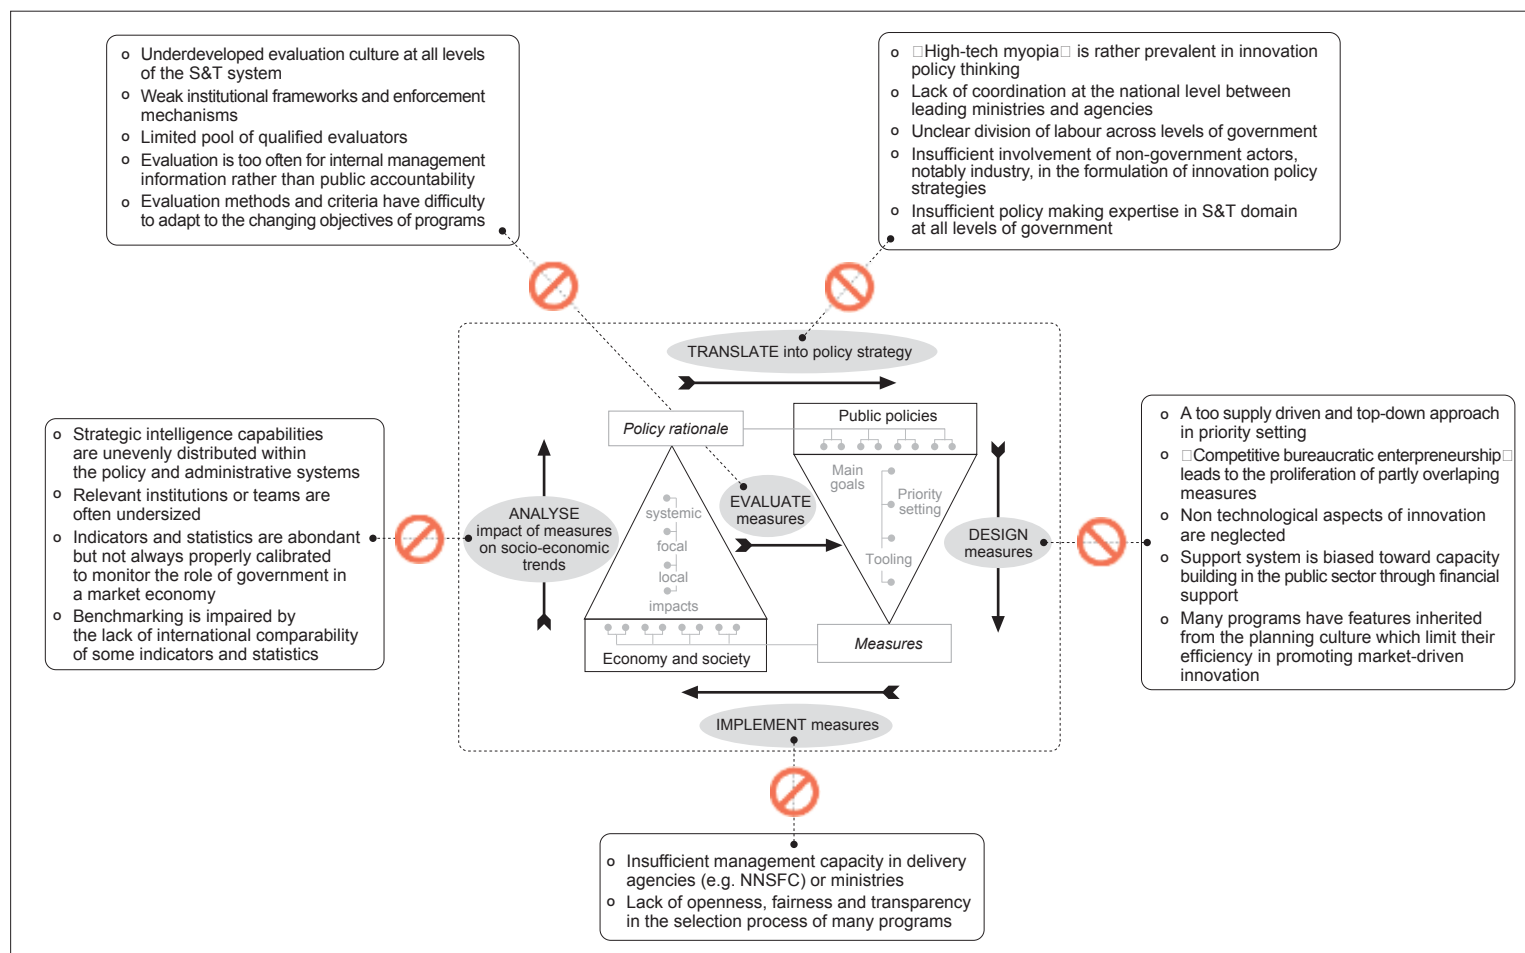 o Underdeveloped evaluation culture at all levels
of the S&T system
o Weak institutional frameworks and enforcement
mechanisms
o Limited pool of qualified evaluators
o Evaluation is too often for internal management
information rather than public accountability
o Evaluation methods and criteria have difficulty
to adapt to the changing objectives of programs
o □High-tech myopia□ is rather prevalent in innovation
policy thinking
o Lack of coordination at the national level between
leading ministries and agencies
o Unclear division of labour across levels of government
o Insufficient involvement of non-government actors,
notably industry, in the formulation of innovation policy
strategies
o Insufficient policy making expertise in S&T domain
at all levels of government
TRANSLATE into policy strategy
o Strategic intelligence capabilities
are unevenly distributed within
the policy and administrative systems
o Relevant institutions or teams are
often undersized
o Indicators and statistics are abondant
but not always properly calibrated
to monitor the role of government in
a market economy
o Benchmarking is impaired by
the lack of international comparability
of some indicators and statistics
ANALYSE
impact of measures
on socio-economic
trends
Policy rationale
systemic
focal
local
impacts
Economy and society
EVALUATE
measures
Public policies
Main
goals
Priority
setting
Tooling
Measures
DESIGN
measures
o A too supply driven and top-down approach
in priority setting
o □Competitive bureaucratic enterpreneurship□
leads to the proliferation of partly overlaping
measures
o Non technological aspects of innovation
are neglected
o Support system is biased toward capacity
building in the public sector through financial
support
o Many programs have features inherited
from the planning culture which limit their
efficiency in promoting market-driven
innovation
IMPLEMENT measures
o Insufficient management capacity in delivery
agencies (e.g. NNSFC) or ministries
o Lack of openness, fairness and transparency
in the selection process of many programs